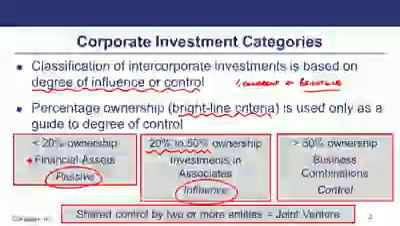 Corporate Investment Categories
Classification of intercorporate investments is based on
degree of influence or control
Percentage ownership (bright-line criteria) is used only as a
guide to degree of control
< 20% ownership
Financial Assets
Passive
20% to 50% ownership
Investments in
Associates
Influence
> 50% ownership
Business
Combinations
Control
Shared control by two or more entities = Joint Venture
2